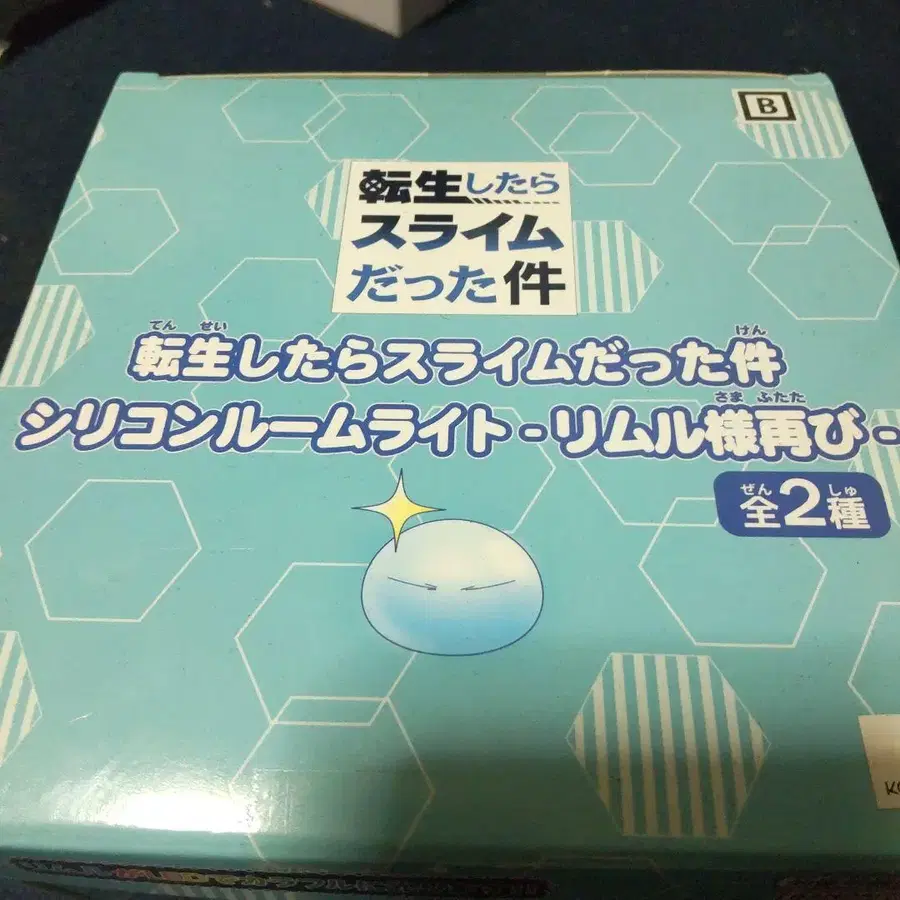 B
転生したら
スライム
だった件
てん せい けん
転生したらスライムだった件
さま ふたた
シリコンルームライト-リムル様再び-
ぜん しゅ
全2種